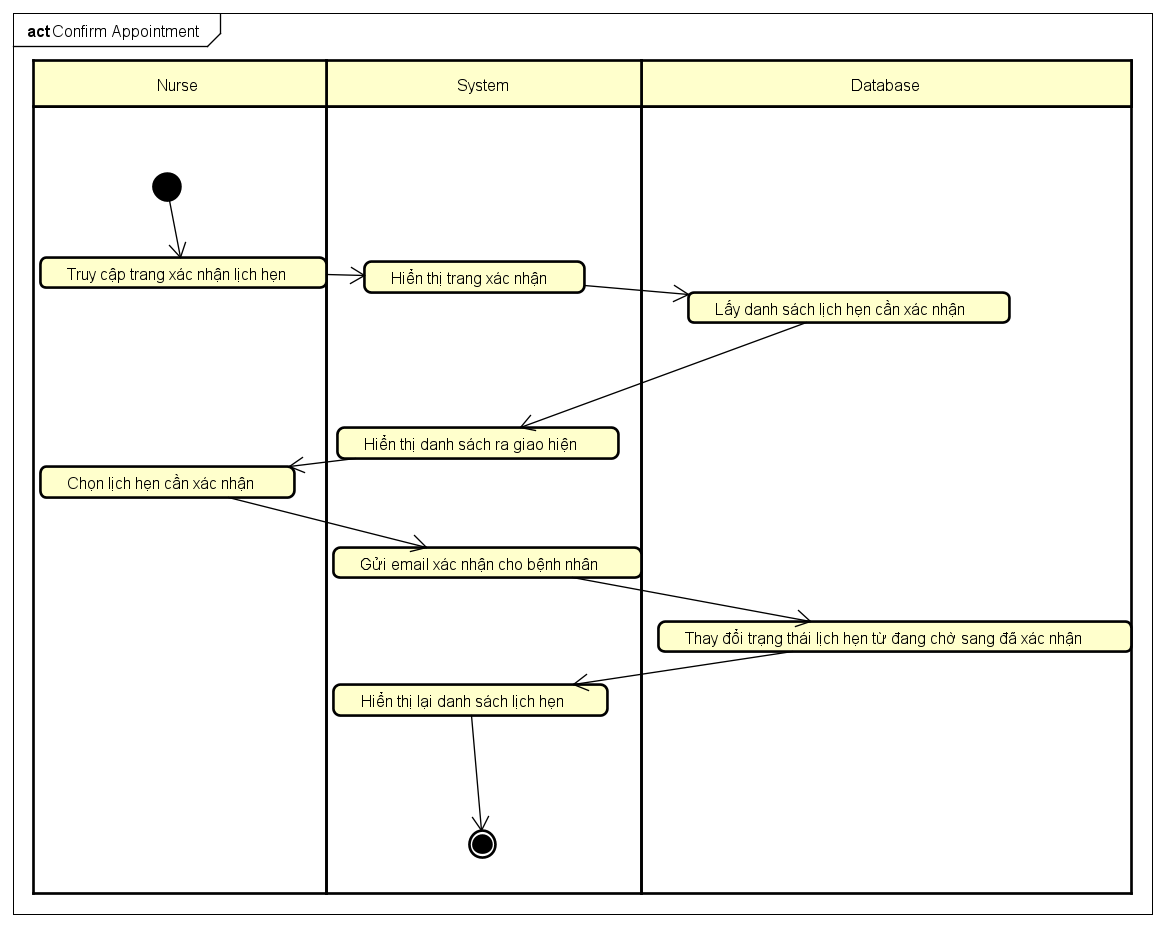 act Confirm Appointment
Nurse
System
Database
Truy cập trang xác nhận lịch hẹn
Hiển thị trang xác nhận
Lấy danh sách lịch hẹn cần xác nhận
Hiển thị danh sách ra giao hiện
Chọn lịch hẹn cần xác nhận
Gửi email xác nhận cho bệnh nhân
Thay đổi trạng thái lịch hẹn từ đang chờ sang đã xác nhận
Hiển thị lại danh sách lịch hẹn